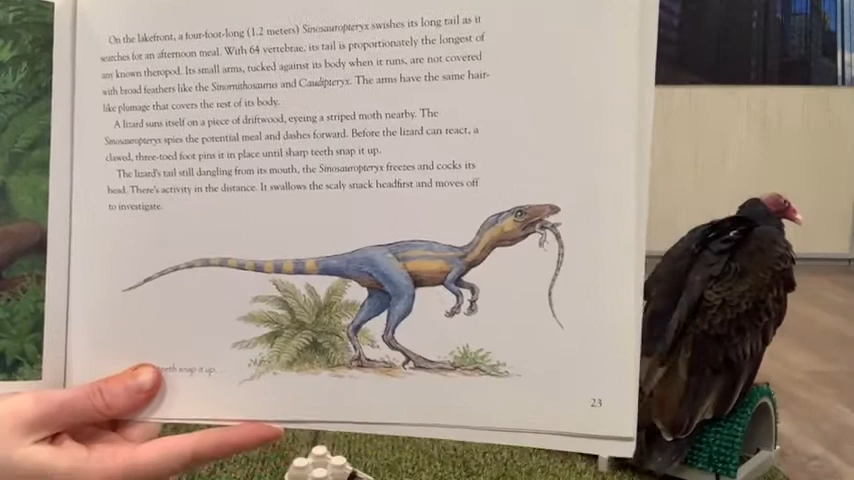 On the lakefront, a four-foot-long (1.2 meters) Sinosauropteryx swishes its long tail as it
searches for an afternoon meal. With 64 vertebrae, its tail is proportionately the longest of
any known theropod. Its small arms, tucked against its body when it runs, are not covered
with broad feathers like the Sinornithosaurus and Caudipteryx. The arms have the same hair-
like plumage that covers the rest of its body.
A lizard suns itself on a piece of driftwood, eyeing a striped moth nearby. The
Sinosauropteryx spies the potential meal and dashes forward. Before the lizard can react, a
clawed, three-toed foot pins it in place until sharp teeth snap it up.
The lizard's tail still dangling from its mouth, the Sinosauropteryx freezes and cocks its
head. There's activity in the distance. It swallows the scaly snack headfirst and moves off
to investigate.
teeth snap it up.
23